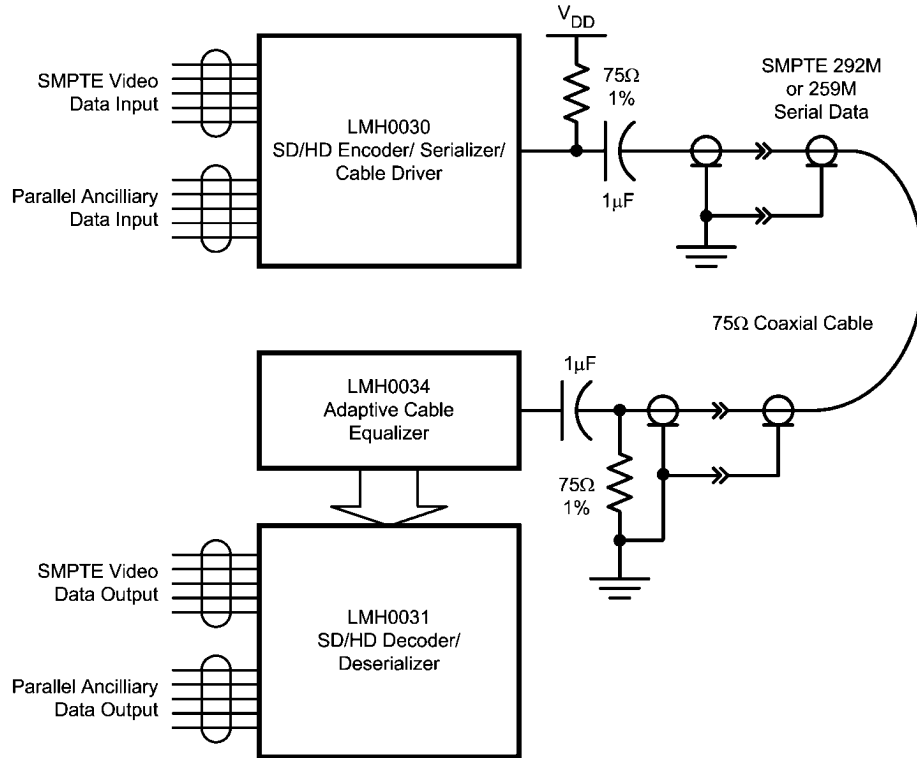 SMPTE Video
Data Input
Parallel Ancilliary
Data Input
LMH0030
SD/HD Encoder/ Serializer/
Cable Driver
VDD
75Ω
1%
1μF
SMPTE 292M
or 259M
Serial Data
75Ω Coaxial Cable
LMH0034
Adaptive Cable
Equalizer
1μF
75Ω
1%
SMPTE Video
Data Output
Parallel Ancilliary
Data Output
LMH0031
SD/HD Decoder/
Deserializer